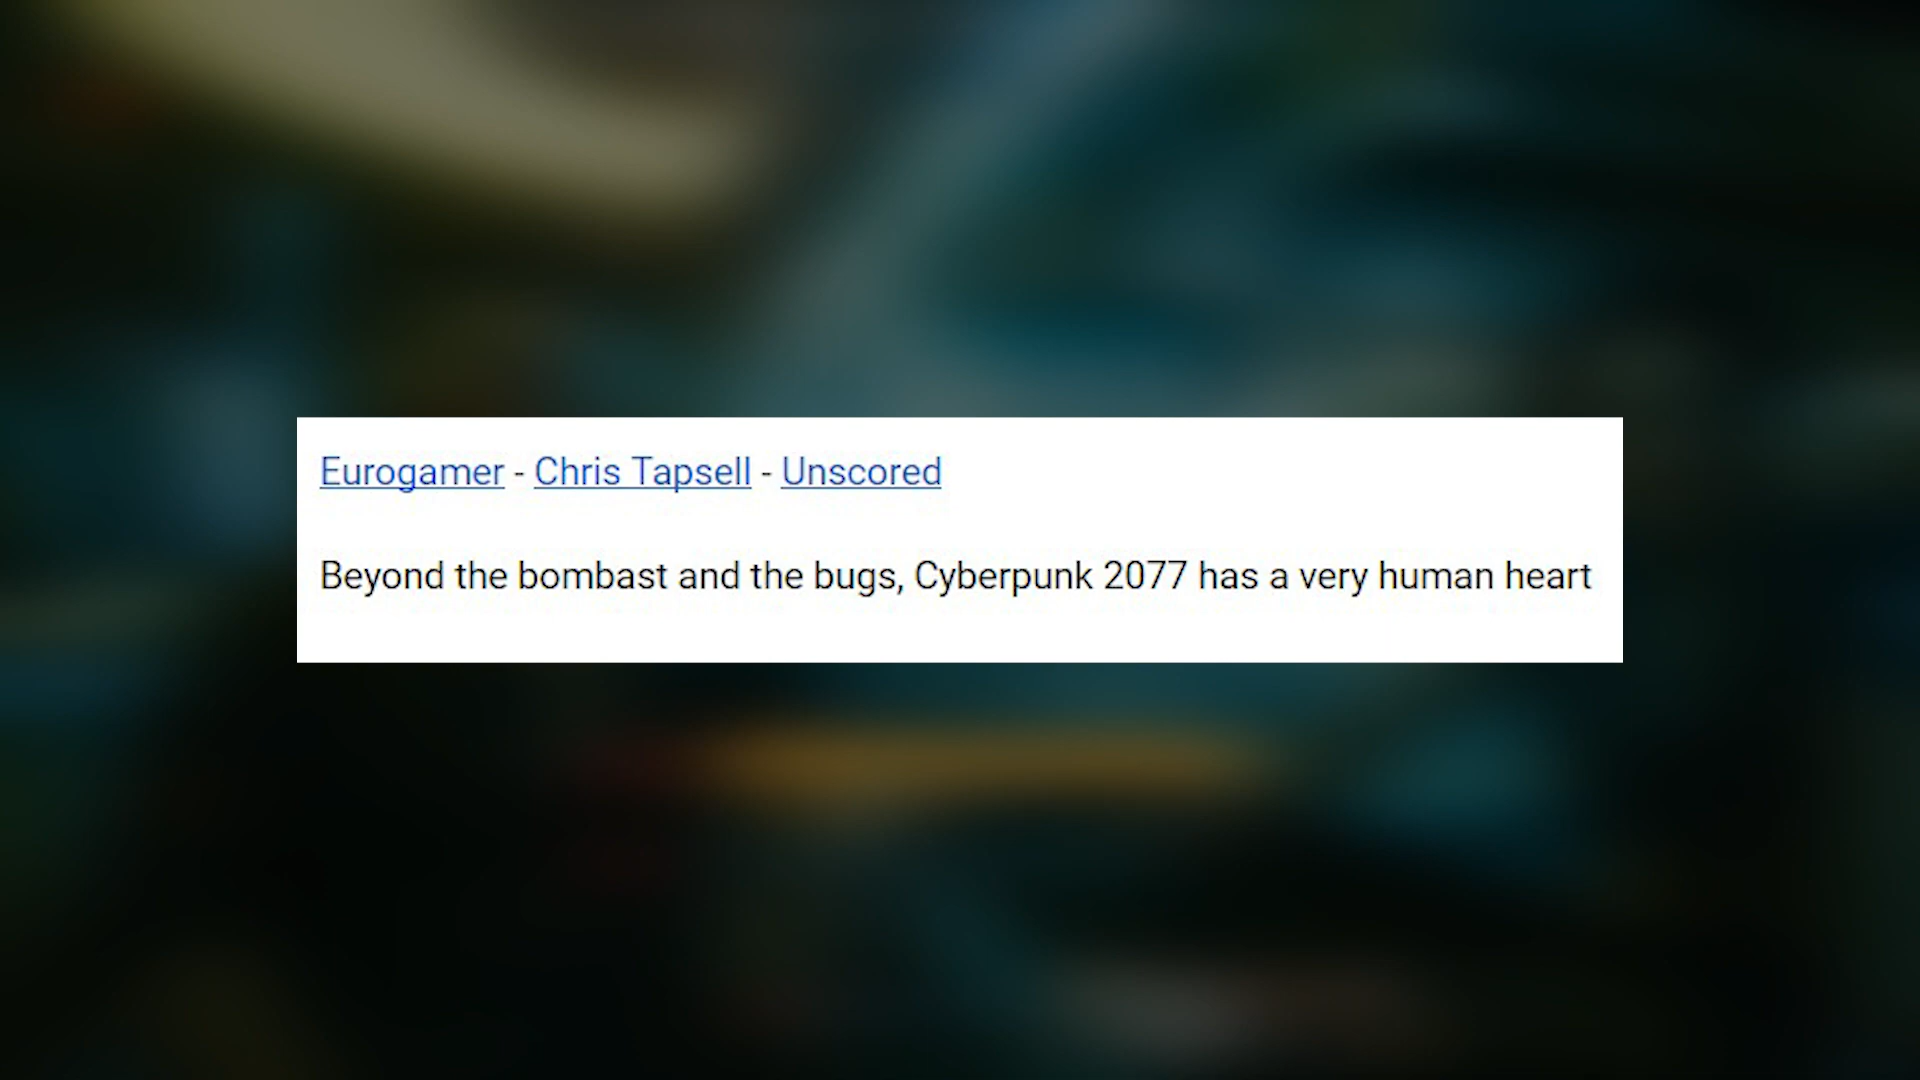 Eurogamer - Chris Tapsell - Unscored
Beyond the bombast and the bugs, Cyberpunk 2077 has a very human heart